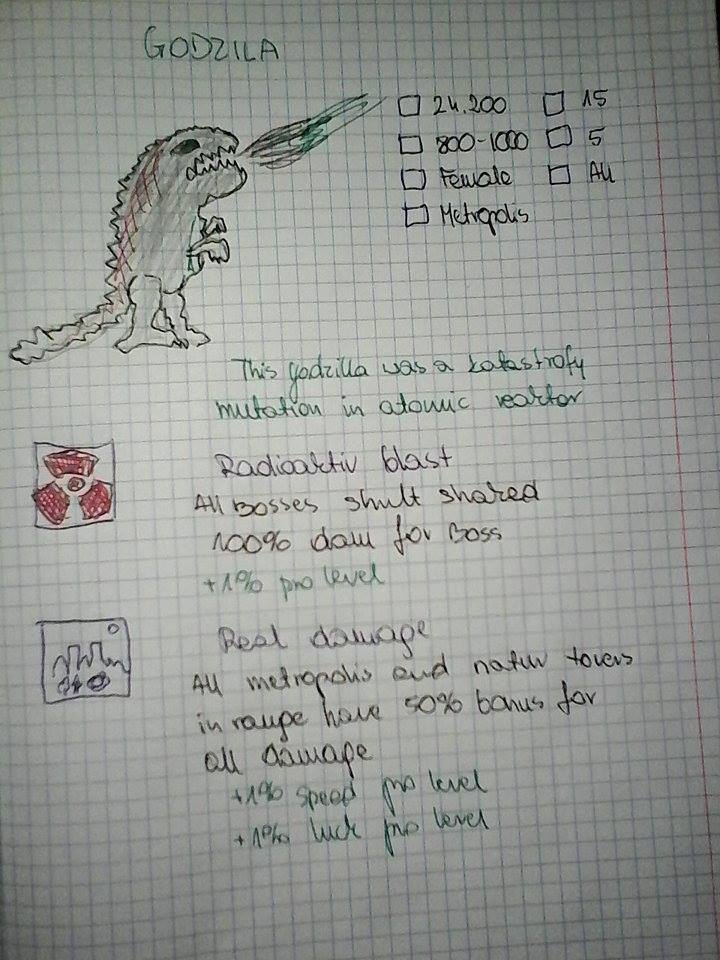 GODZILA
24.200
15
800-1000
5
Female
All
Metropolis
This godzilla was a katastrofy
mutation in atomic reactor
Radioaktiv blast
All Bosses shult shared
100% dam for Boss
+1% pro level
Real damage
All metropolis and natur towers
in range have 50% bonus for
all damage
+1% speed pro level
+1% luck pro level